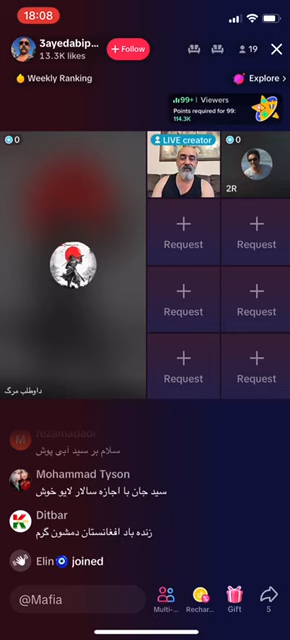 18:08
3ayedabip...
13.3K likes
+ Follow
19
Weekly Ranking
Explore >
99+ Viewers
Points required for 99:
114.3K
0
LIVE creator
0
2R
Request
Request
Request
Request
Request
Request
داوطلب مرگ
rezamadadi
سلام بر سید آبی پوش
Mohammad Tyson
سید جان با اجازه سالار لایو خوش
Ditbar
زنده باد افغانستان دمشون گرم
Elin joined
@Mafia
Multi-...
Rechar...
Gift
5